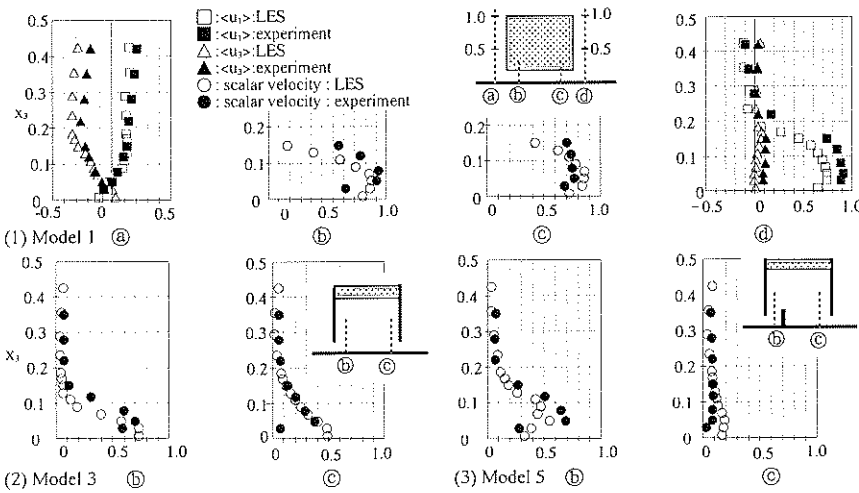 □:<u₁>:LES
■:<u₁>:experiment
△:<u₃>:LES
▲:<u₃>:experiment
○: scalar velocity : LES
●: scalar velocity : experiment
0.5
0.4
0.3
X₃
0.2
0.1
0
-0.5 0 0.5
(1) Model 1 ⓐ
0.2
0.1
0
0 0.5 1.0
ⓑ
1.0 1.0
0.5 0.5
ⓐ ⓑ ⓒ ⓓ
0.2
0.1
0
0 0.5 1.0
ⓒ
0.5
0.4
0.3
0.2
0.1
0
-0.5 0 0.5 1.0
ⓓ
0.5
0.4
0.3
X₃
0.2
0.1
0
0 0.5 1.0
(2) Model 3 ⓑ
0.5
0.4
0.3
0.2
0.1
0
0 0.5 1.0
ⓒ
ⓑ ⓒ
0.5
0.4
0.3
0.2
0.1
0
0 0.5 1.0
(3) Model 5 ⓑ
0.5
0.4
0.3
0.2
0.1
0
0 0.5 1.0
ⓒ
ⓑ ⓒ